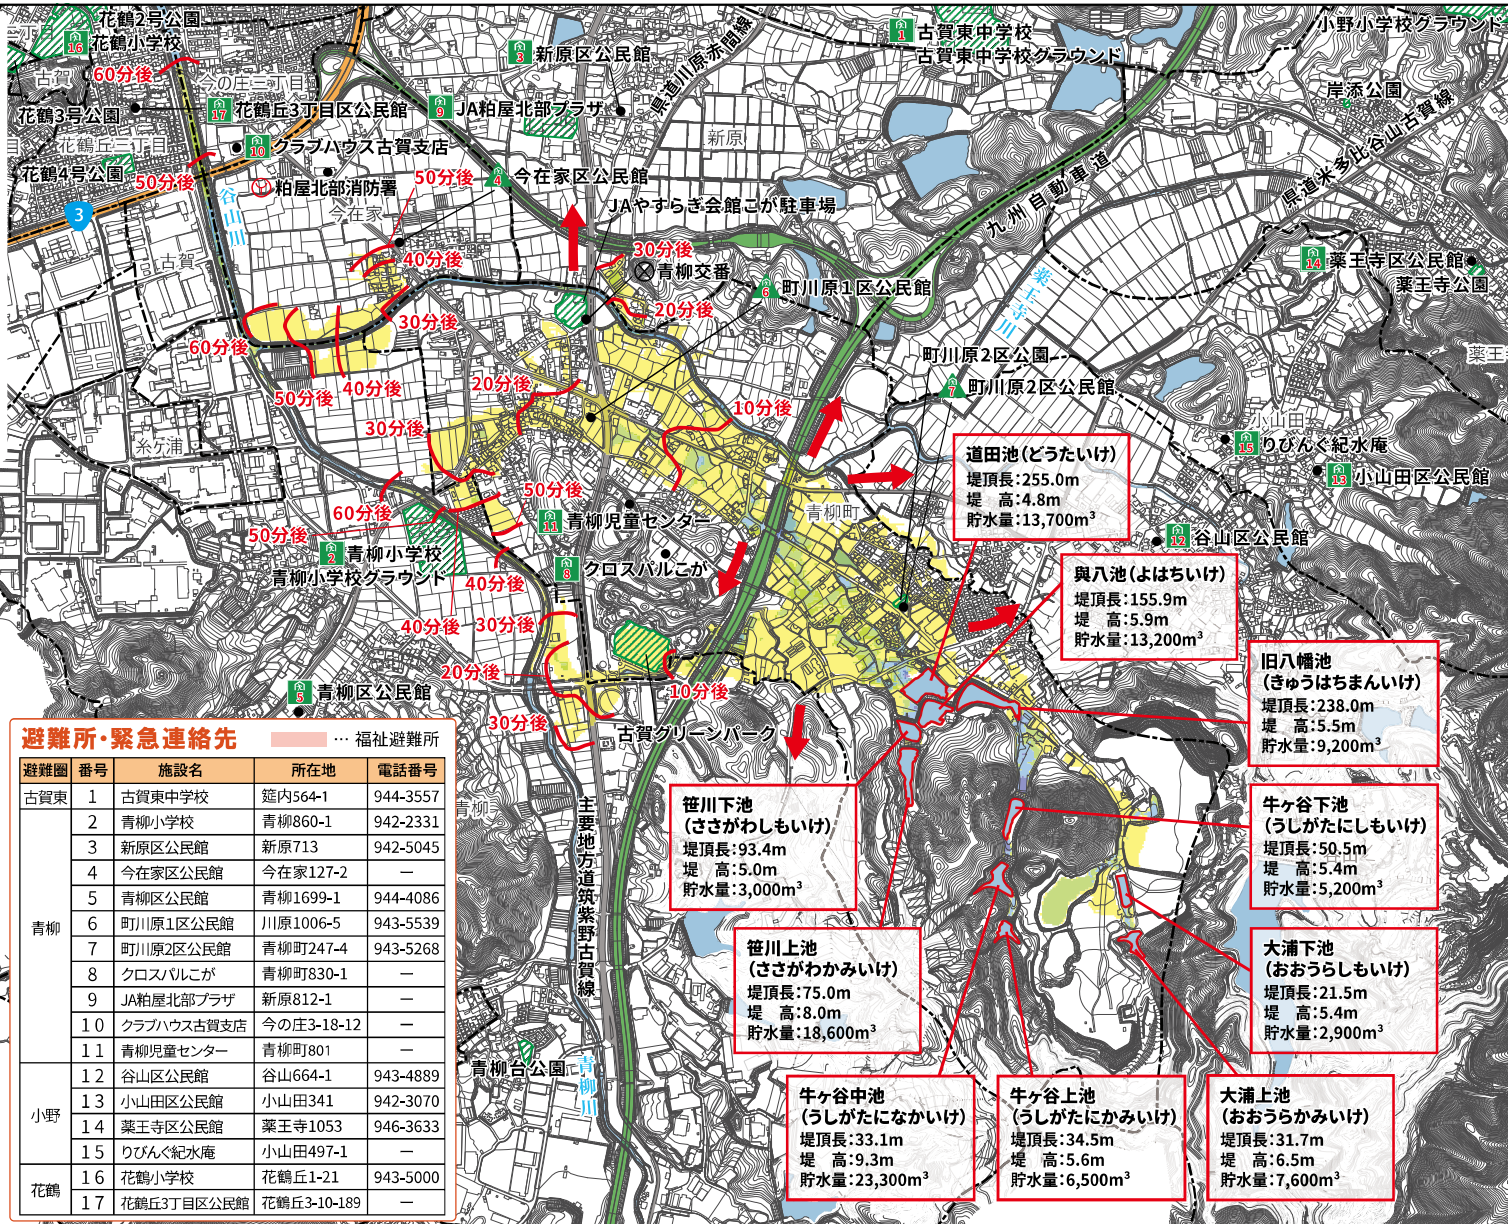 花鶴2号公園
16
花鶴小学校
60分後
古賀
今の庄三丁目
花鶴3号公園
17
花鶴丘3丁目区公民館
花鶴丘二丁目
10
クラブハウス古賀支店
花鶴4号公園
50分後
粕屋北部消防署
谷山川
3
今在家
古賀
3
新原区公民館
県道川原赤間線
9
JA粕屋北部プラザ
新原
1
古賀東中学校
古賀東中学校グラウンド
小野小学校グラウンド
岸添公園
県道米多比谷山古賀線
50分後
4
今在家区公民館
JAやすらぎ会館こが駐車場
九州自動車道
40分後
30分後
青柳交番
6
町川原1区公民館
薬王寺川
14
薬王寺区公民館
薬王寺公園
30分後
20分後
60分後
町川原2区公園
7
町川原2区公民館
薬王
50分後
40分後
20分後
10分後
30分後
小山田
15
りびんぐ紀水庵
13
小山田区公民館
糸ケ浦
60分後
50分後
50分後
11
青柳児童センター
青柳町
12
谷山区公民館
2
青柳小学校
青柳小学校グラウンド
8
クロスパルこが
40分後
40分後
30分後
20分後
10分後
30分後
古賀グリーンパーク
5
青柳区公民館
青柳
主要地方道筑紫野古賀線
青柳台公園
青柳川
道田池(どうたいけ)
堤頂長:255.0m
堤 高:4.8m
貯水量:13,700m³
與八池(よはちいけ)
堤頂長:155.9m
堤 高:5.9m
貯水量:13,200m³
旧八幡池
(きゅうはちまんいけ)
堤頂長:238.0m
堤 高:5.5m
貯水量:9,200m³
笹川下池
(ささがわしもいけ)
堤頂長:93.4m
堤 高:5.0m
貯水量:3,000m³
牛ヶ谷下池
(うしがたにしもいけ)
堤頂長:50.5m
堤 高:5.4m
貯水量:5,200m³
笹川上池
(ささがわかみいけ)
堤頂長:75.0m
堤 高:8.0m
貯水量:18,600m³
大浦下池
(おおうらしもいけ)
堤頂長:21.5m
堤 高:5.4m
貯水量:2,900m³
牛ヶ谷中池
(うしがたになかいけ)
堤頂長:33.1m
堤 高:9.3m
貯水量:23,300m³
牛ヶ谷上池
(うしがたにかみいけ)
堤頂長:34.5m
堤 高:5.6m
貯水量:6,500m³
大浦上池
(おおうらかみいけ)
堤頂長:31.7m
堤 高:6.5m
貯水量:7,600m³
避難所・緊急連絡先 … 福祉避難所
避難圏 番号 施設名 所在地 電話番号
古賀東 1 古賀東中学校 筵内564-1 944-3557
青柳 2 青柳小学校 青柳860-1 942-2331
3 新原区公民館 新原713 942-5045
4 今在家区公民館 今在家127-2 ―
5 青柳区公民館 青柳1699-1 944-4086
6 町川原1区公民館 川原1006-5 943-5539
7 町川原2区公民館 青柳町247-4 943-5268
8 クロスパルこが 青柳町830-1 ―
9 JA粕屋北部プラザ 新原812-1 ―
10 クラブハウス古賀支店 今の庄3-18-12 ―
11 青柳児童センター 青柳町801 ―
小野 12 谷山区公民館 谷山664-1 943-4889
13 小山田区公民館 小山田341 942-3070
14 薬王寺区公民館 薬王寺1053 946-3633
15 りびんぐ紀水庵 小山田497-1 ―
花鶴 16 花鶴小学校 花鶴丘1-21 943-5000
17 花鶴丘3丁目区公民館 花鶴丘3-10-189 ―